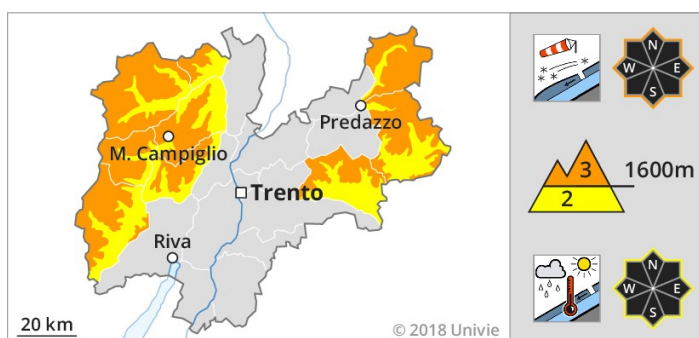 M. Campiglio
Predazzo
Trento
Riva
20 km
© 2018 Univie
N
W E
S
3 1600m
2
N
W E
S